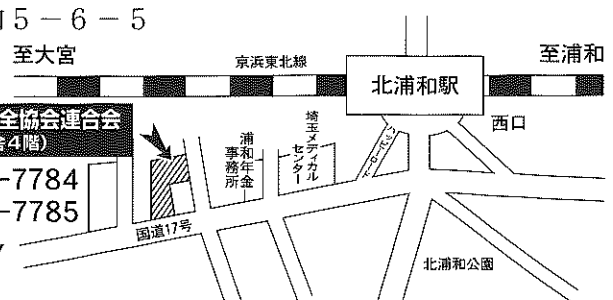 5－6－5
至大宮
京浜東北線
北浦和駅
至浦和
西口
全協会連合会
舎4階）
-7784
-7785
浦和年金
事務所
埼玉メディカル
センター
国道17号
北浦和公園